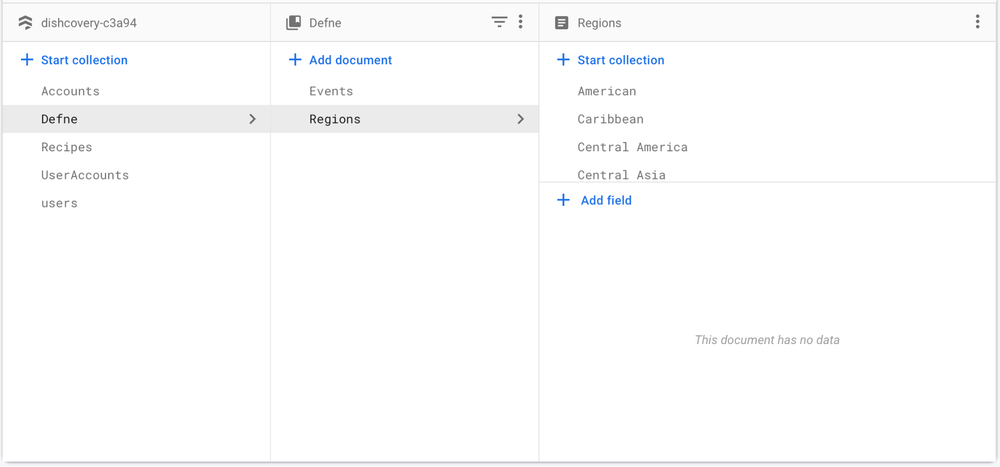 dishcovery-c3a94
Start collection
Accounts
Defne
Recipes
UserAccounts
users
Defne
Add document
Events
Regions
Regions
Start collection
American
Caribbean
Central America
Central Asia
Add field
This document has no data